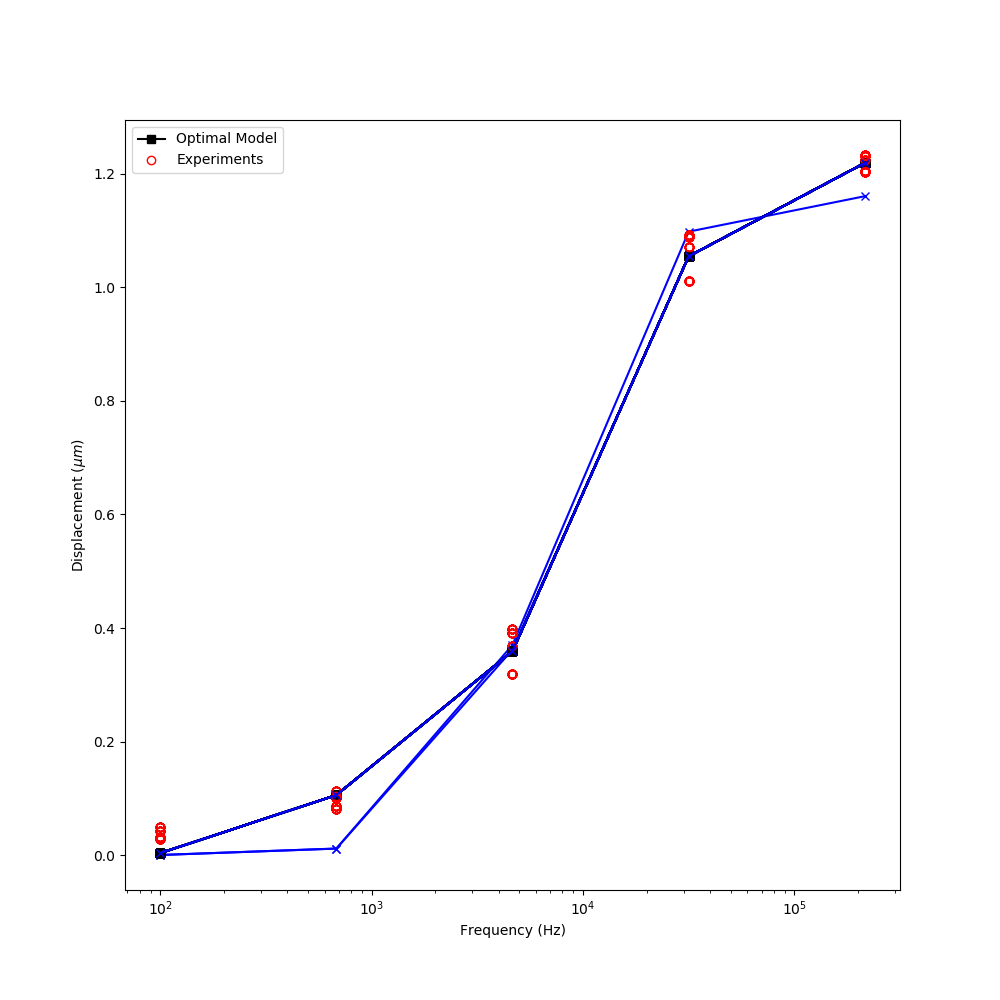 Optimal Model
Experiments
1.2
1.0
0.8
0.6
0.4
0.2
0.0
Displacement (μm)
10² 10³ 10⁴ 10⁵
Frequency (Hz)